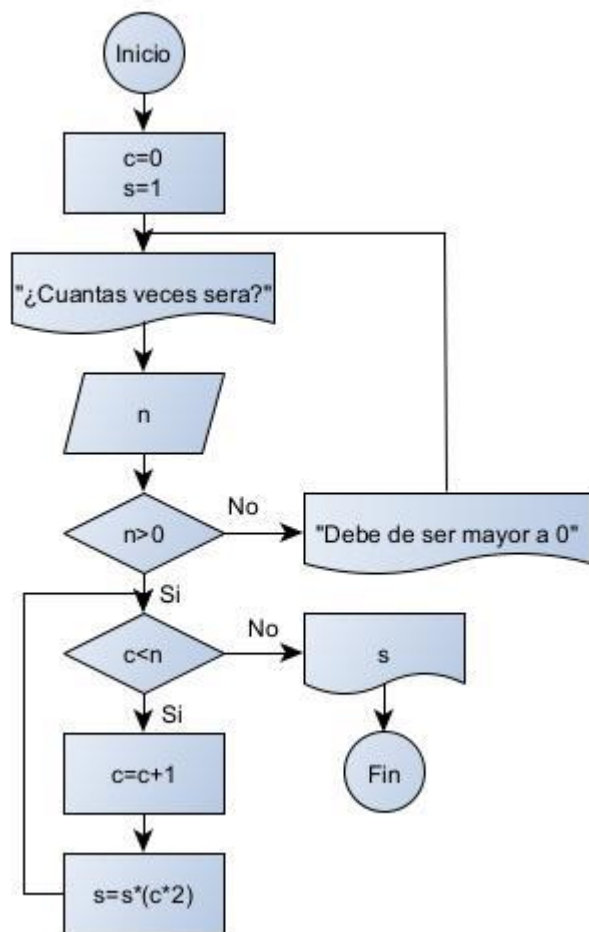 Inicio
c=0
s=1
"¿Cuantas veces sera?"
n
n>0
No
"Debe de ser mayor a 0"
Si
c<n
No
s
Si
Fin
c=c+1
s=s*(c*2)